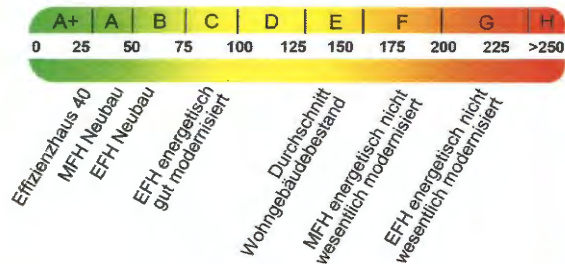 A+ A B C D E F G H
0 25 50 75 100 125 150 175 200 225 >250
Effizienzhaus 40
MFH Neubau
EFH Neubau
EFH energetisch
gut modernisiert
Durchschnitt
Wohngebäudebestand
MFH energetisch nicht
wesentlich modernisiert
EFH energetisch nicht
wesentlich modernisiert